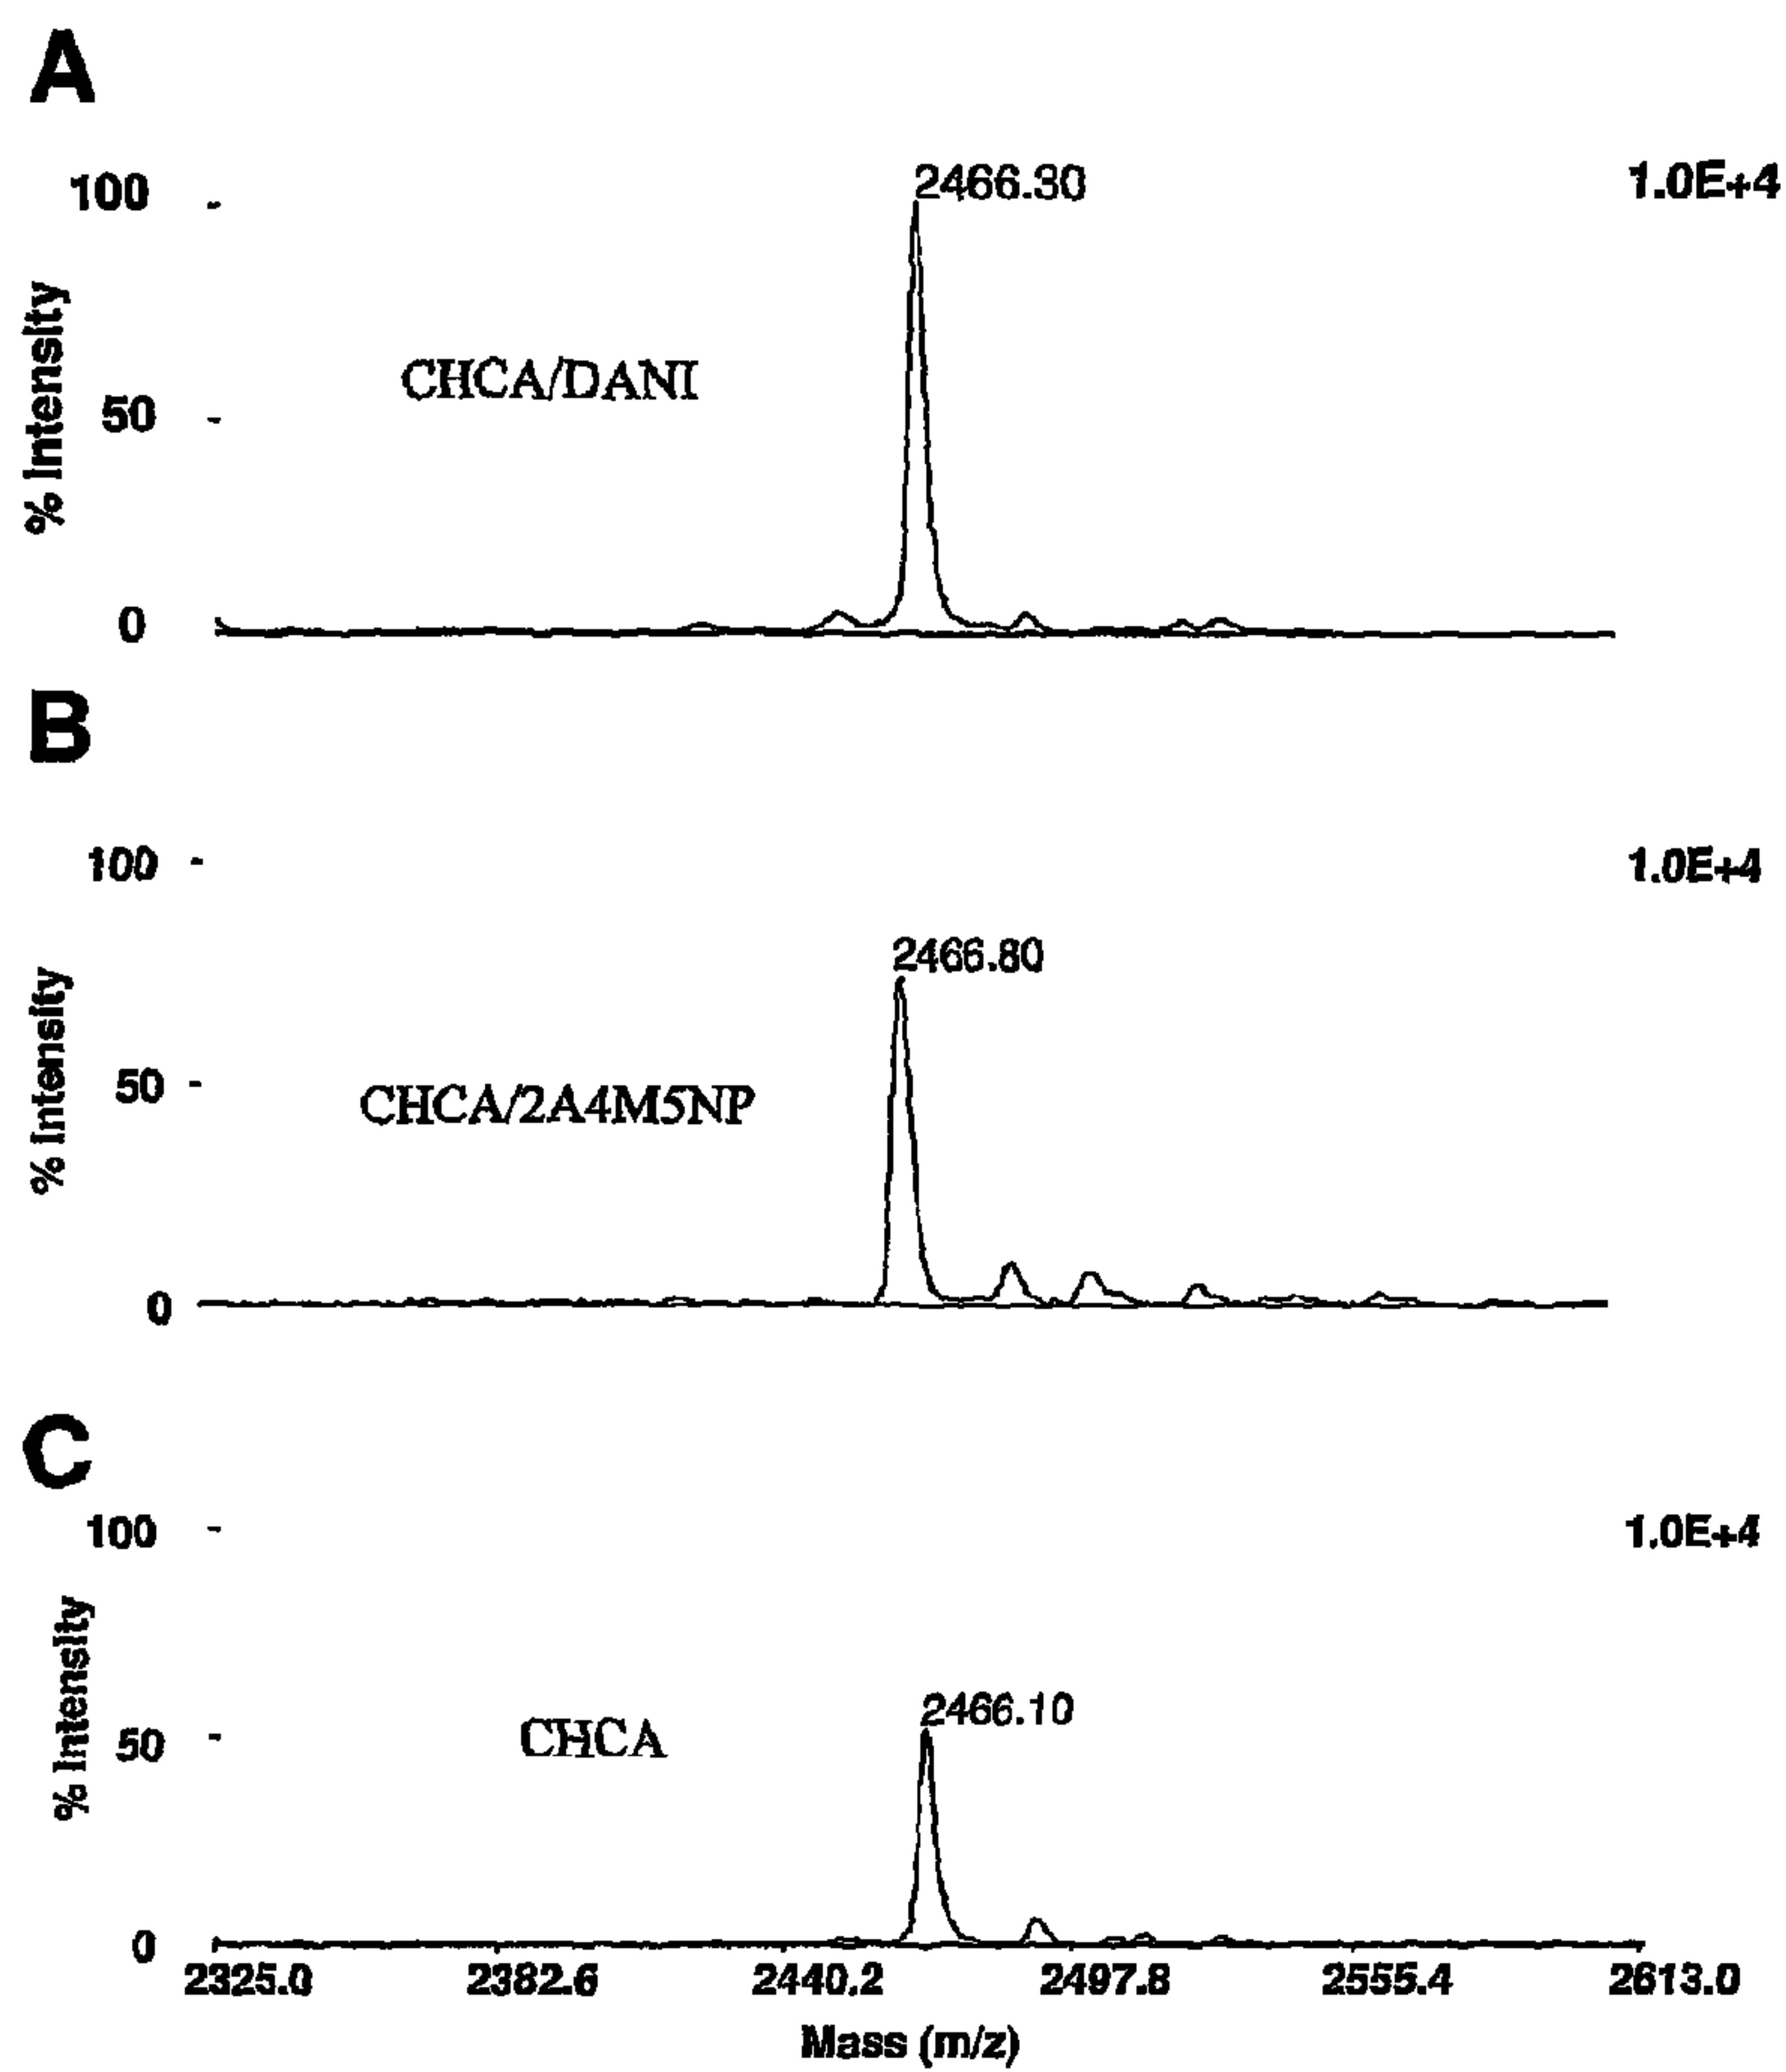 A
100
2466.30
1.0E+4
CHCA/DANI
50
% Intensity
0
B
100
1.0E+4
2466.80
50
CHCA/2A4M5NP
% Intensity
0
C
100
1.0E+4
2466.10
50
CHCA
% Intensity
0
2325.0 2382.6 2440.2 2497.8 2555.4 2613.0
Mass (m/z)